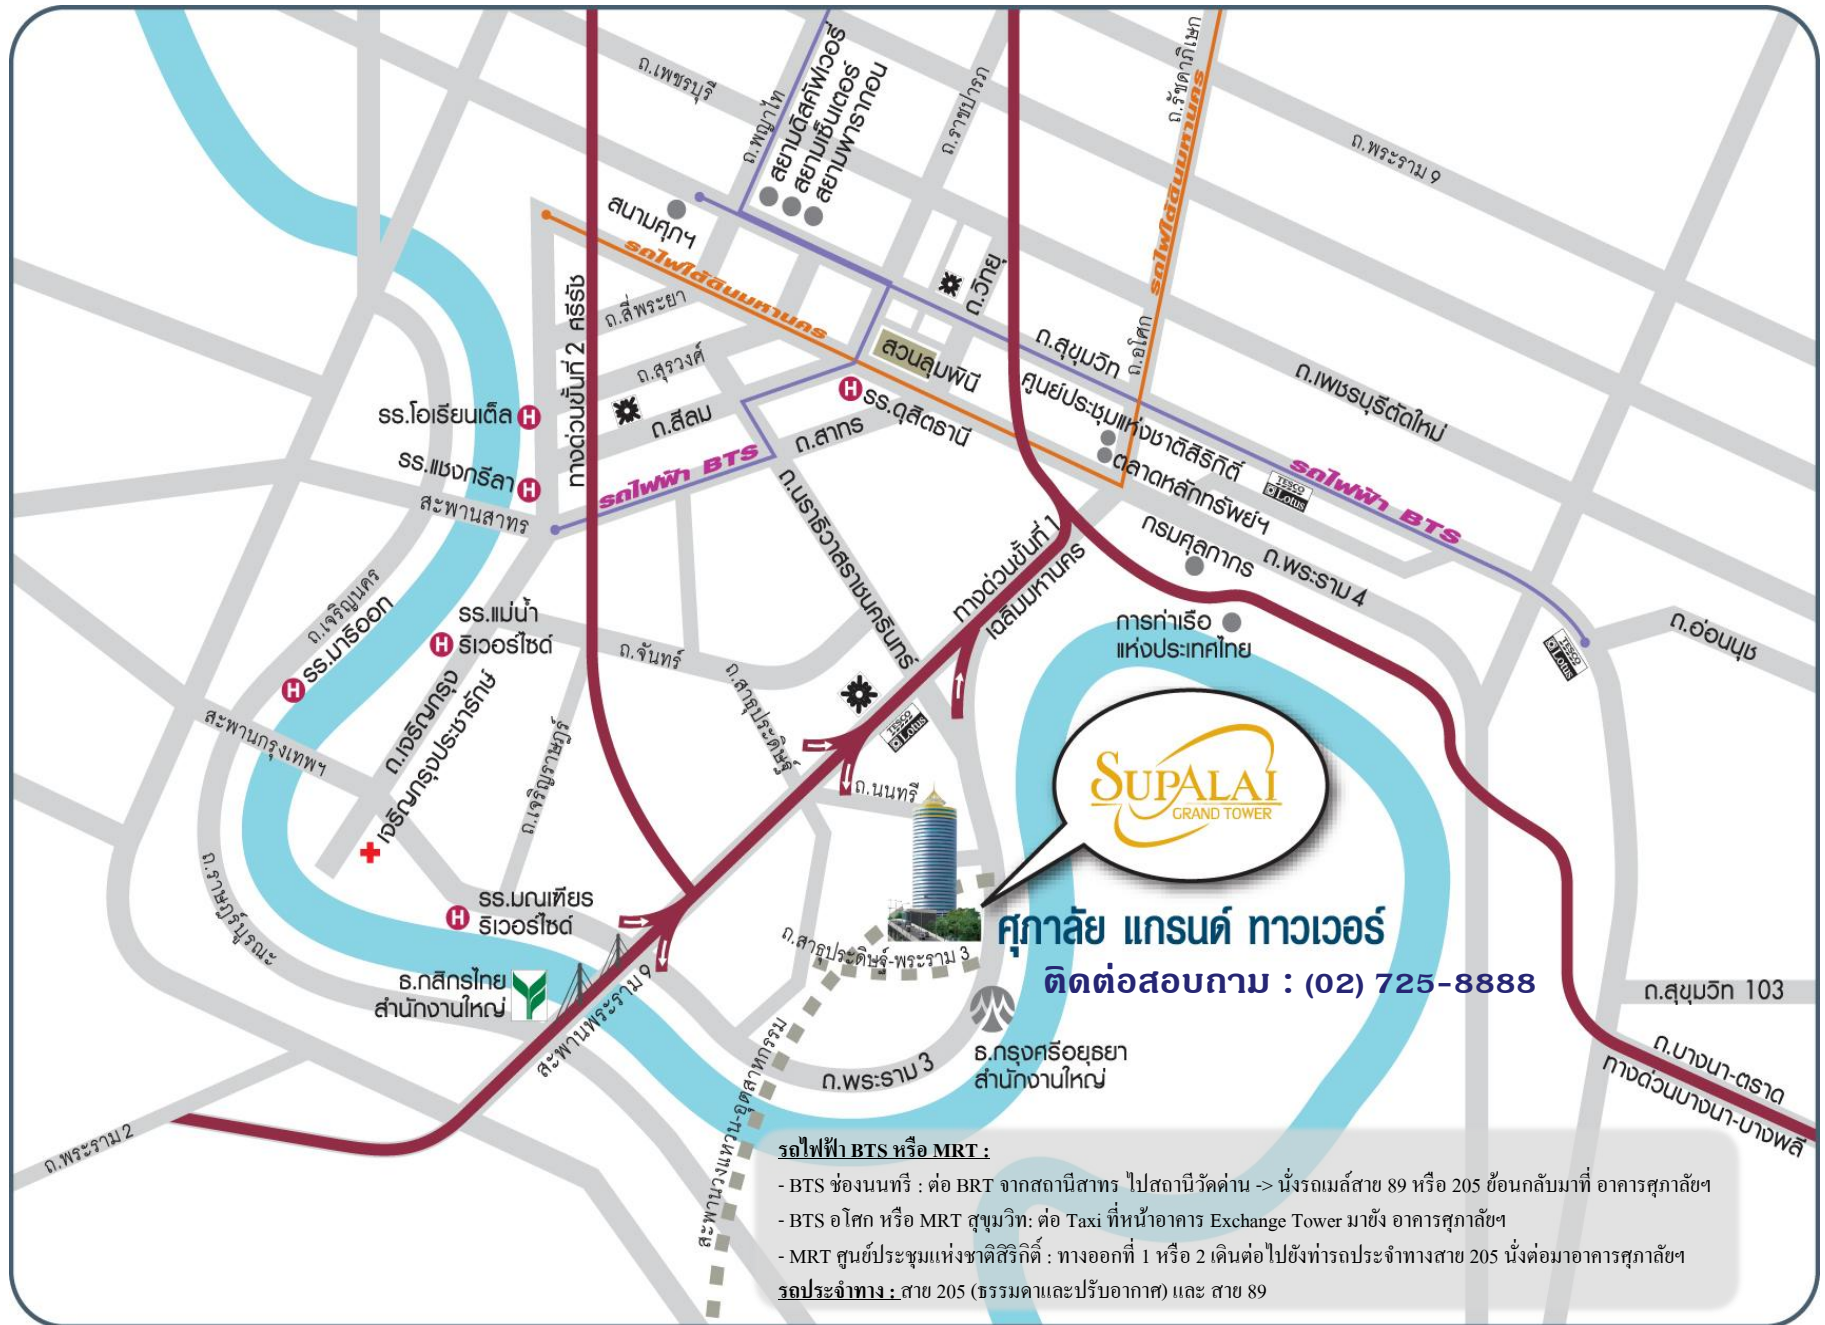 ถ.เพชรบุรี
ถ.พญาไท
สยามดิสคัฟเวอรี่
สยามเซ็นเตอร์
สยามพารากอน
ถ.ราชปรารภ
ถ.รัชดาภิเษก
รถไฟใต้ดินมหานคร
ถ.พระราม 9
สนามศุภฯ
รถไฟใต้ดินมหานคร
ถ.วิทยุ
ทางด่วนขั้นที่ 2 ศรีรัช
ถ.สี่พระยา
ถ.สุรวงศ์
สวนลุมพินี
ถ.สุขุมวิท
ถ.อโศก
ถ.เพชรบุรีตัดใหม่
รร.โอเรียนเต็ล
H
ถ.สีลม
H
รร.ดุสิตธานี
ศูนย์ประชุมแห่งชาติสิริกิติ์
ตลาดหลักทรัพย์ฯ
รร.แชงกรีลา
H
รถไฟฟ้า BTS
ถ.สาทร
TESCO
Lotus
รถไฟฟ้า BTS
สะพานสาทร
ถ.นราธิวาสราชนครินทร์
ทางด่วนขั้นที่ 1
เฉลิมมหานคร
กรมศุลกากร
ถ.พระราม 4
ถ.เจริญนคร
รร.มาริออท
H
รร.แม่น้ำ
H
ริเวอร์ไซด์
ถ.จันทร์
การท่าเรือ
แห่งประเทศไทย
ถ.อ่อนนุช
TESCO
Lotus
สะพานกรุงเทพฯ
ถ.เจริญกรุง
เจริญกรุงประชารักษ์
ถ.เจริญราษฎร์
ถ.สาธุประดิษฐ์
TESCO
Lotus
ถ.นนทรี
SUPALAI
GRAND TOWER
ถ.ราษฎร์บูรณะ
H
รร.มณเฑียร
ริเวอร์ไซด์
ถ.สาธุประดิษฐ์-พระราม 3
ศุภาลัย แกรนด์ ทาวเวอร์
ติดต่อสอบถาม : (02) 725-8888
ธ.กสิกรไทย
สำนักงานใหญ่
สะพานพระราม 9
ถ.สุขุมวิท 103
ถ.พระราม 3
ธ.กรุงศรีอยุธยา
สำนักงานใหญ่
ถ.บางนา-ตราด
ทางด่วนบางนา-บางพลี
ถ.พระราม 2
สะพานวงแหวน-อุตสาหกรรม
รถไฟฟ้า BTS หรือ MRT :
- BTS ช่องนนทรี : ต่อ BRT จากสถานีสาทร ไปสถานีวัดด่าน -> นั่งรถเมล์สาย 89 หรือ 205 ย้อนกลับมาที่ อาคารศุภาลัยฯ
- BTS อโศก หรือ MRT สุขุมวิท: ต่อ Taxi ที่หน้าอาคาร Exchange Tower มายัง อาคารศุภาลัยฯ
- MRT ศูนย์ประชุมแห่งชาติสิริกิติ์ : ทางออกที่ 1 หรือ 2 เดินต่อไปยังท่ารถประจำทางสาย 205 นั่งต่อมาอาคารศุภาลัยฯ
รถประจำทาง : สาย 205 (ธรรมดาและปรับอากาศ) และ สาย 89